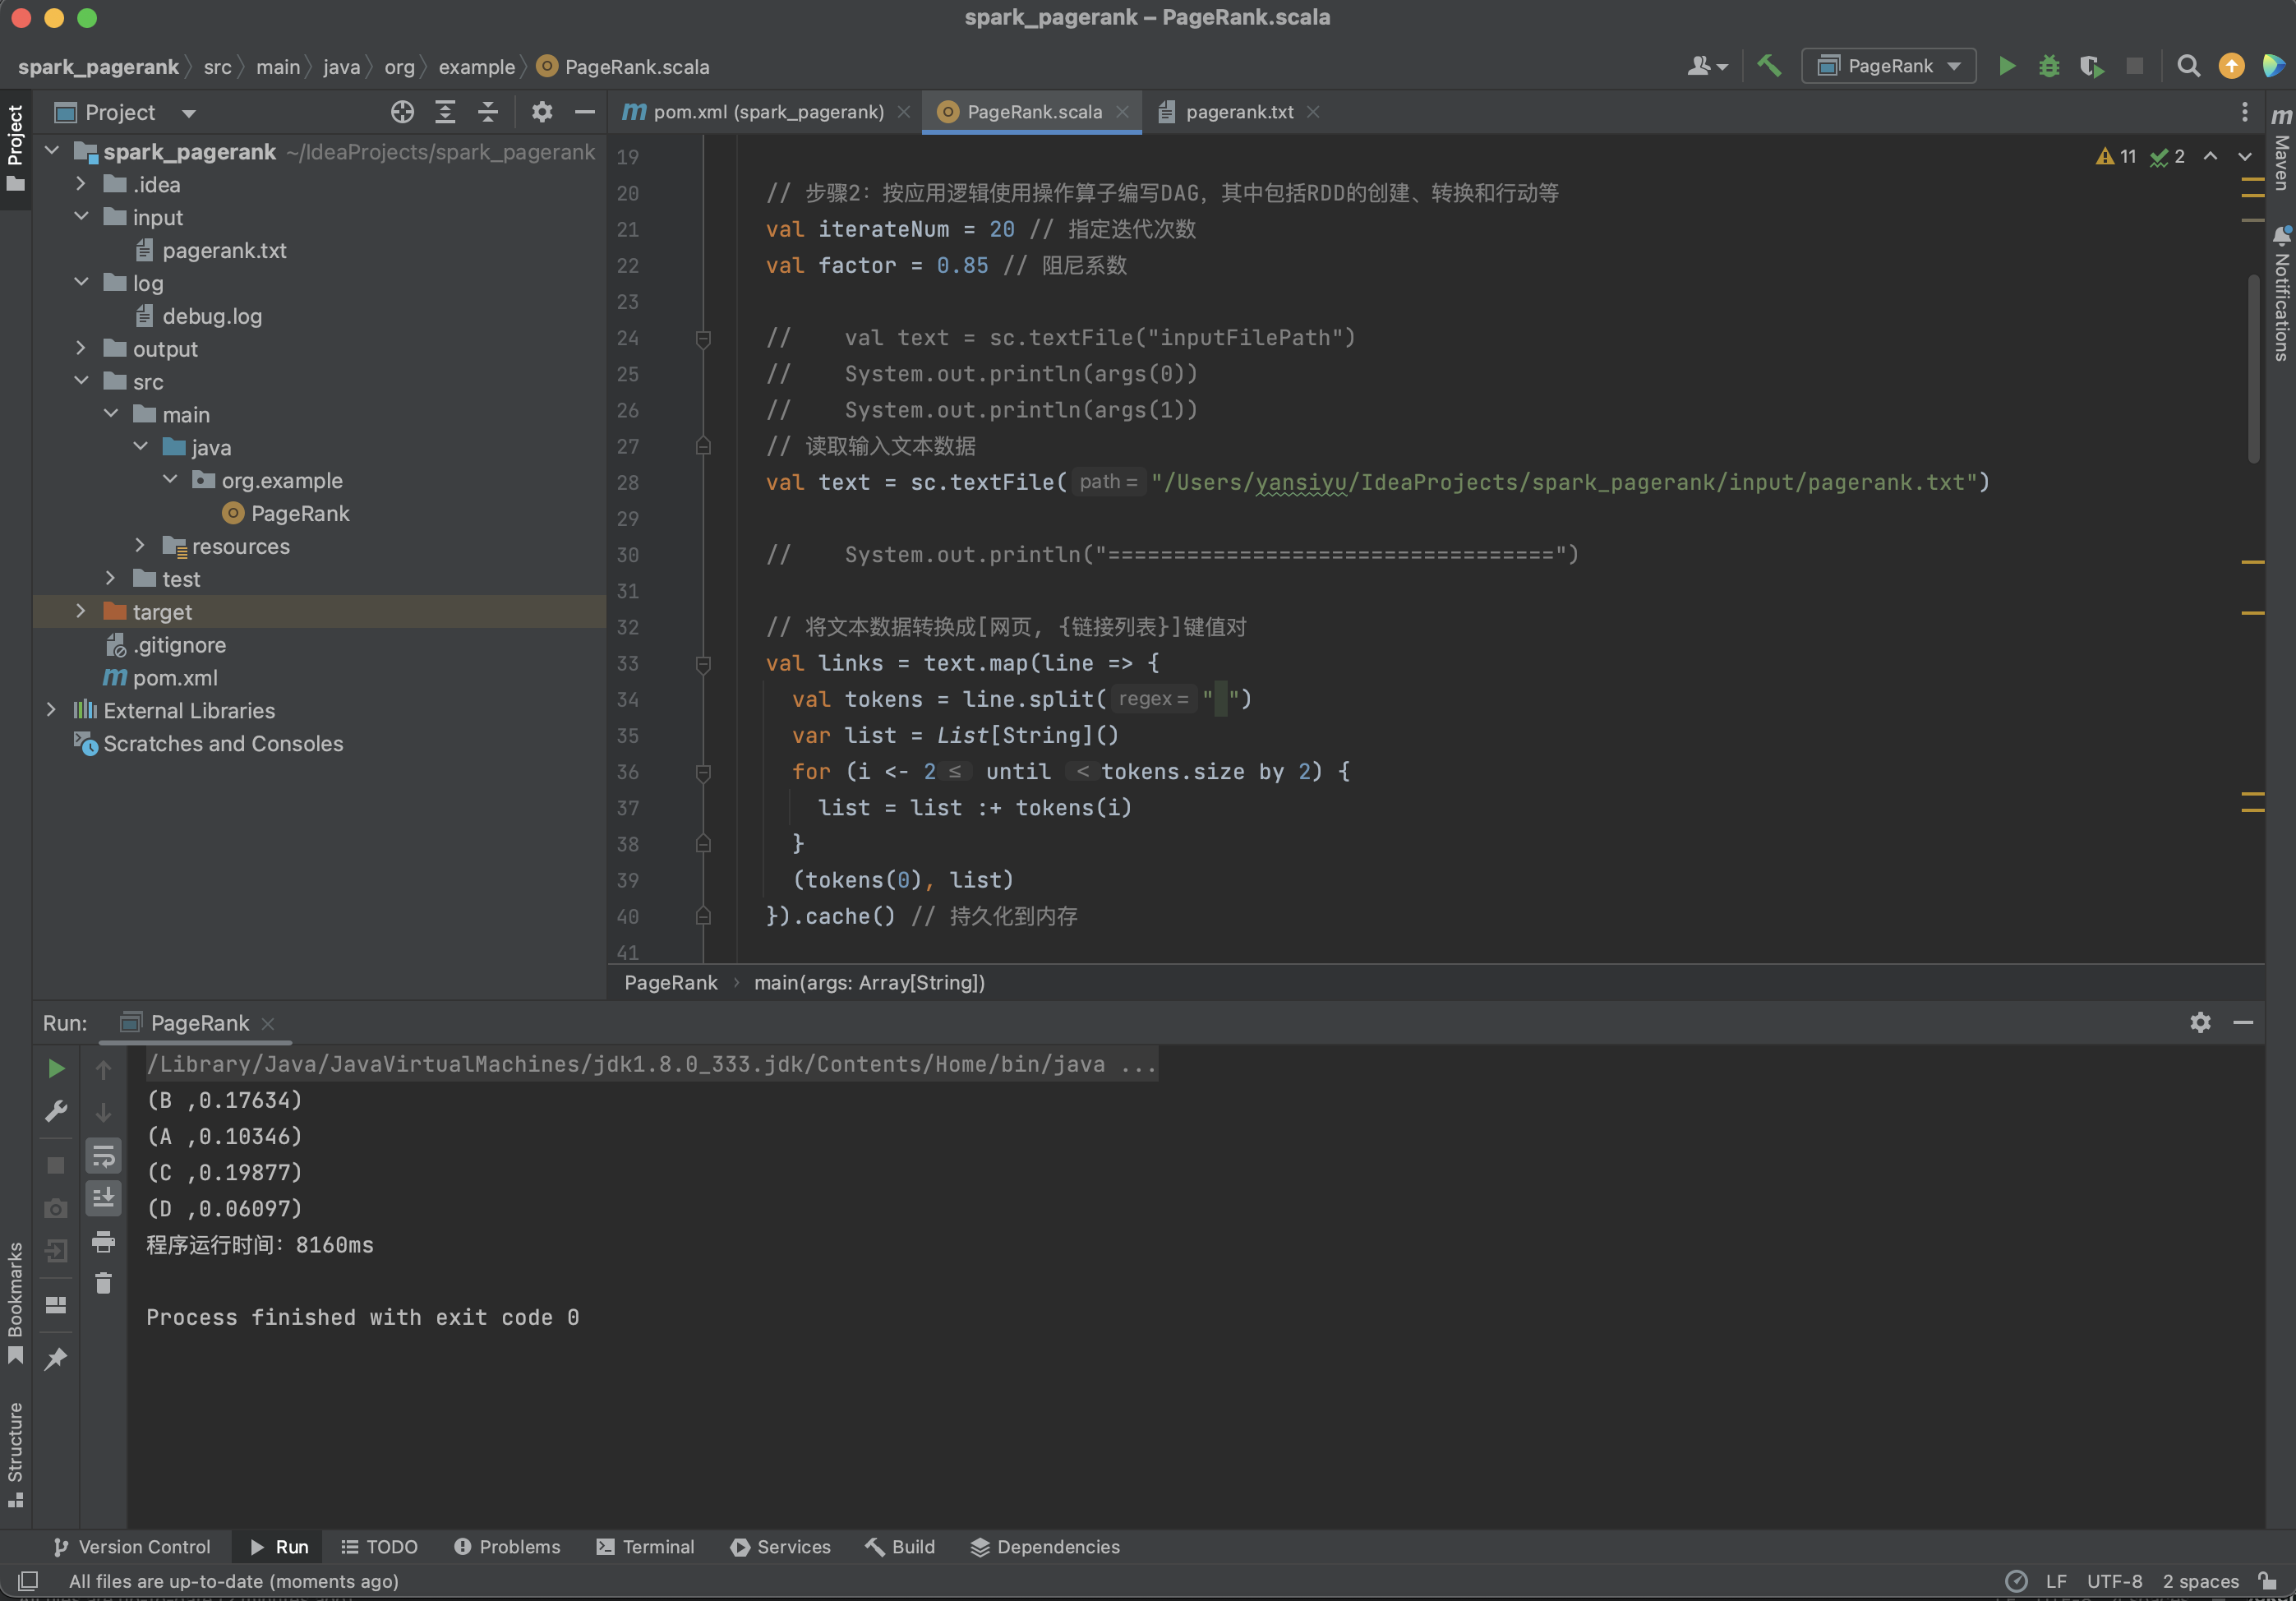 spark_pagerank – PageRank.scala
spark_pagerank src main java org example PageRank.scala
PageRank
Project
pom.xml (spark_pagerank)
PageRank.scala
pagerank.txt
Project
Maven
Notifications
Bookmarks
Structure
spark_pagerank ~/IdeaProjects/spark_pagerank
.idea
input
pagerank.txt
log
debug.log
output
src
main
java
org.example
PageRank
resources
test
target
.gitignore
pom.xml
External Libraries
Scratches and Consoles
11 2
19
20 // 步骤2：按应用逻辑使用操作算子编写DAG，其中包括RDD的创建、转换和行动等
21 val iterateNum = 20 // 指定迭代次数
22 val factor = 0.85 // 阻尼系数
23
24 //    val text = sc.textFile("inputFilePath")
25 //    System.out.println(args(0))
26 //    System.out.println(args(1))
27 // 读取输入文本数据
28 val text = sc.textFile( path = "/Users/yansiyu/IdeaProjects/spark_pagerank/input/pagerank.txt")
29
30 //    System.out.println("==================================")
31
32 // 将文本数据转换成[网页, {链接列表}]键值对
33 val links = text.map(line => {
34   val tokens = line.split( regex = " ")
35   var list = List[String]()
36   for (i <- 2 ≤ until < tokens.size by 2) {
37     list = list :+ tokens(i)
38   }
39   (tokens(0), list)
40 }).cache() // 持久化到内存
41
PageRank › main(args: Array[String])
Run: PageRank
/Library/Java/JavaVirtualMachines/jdk1.8.0_333.jdk/Contents/Home/bin/java ...
(B ,0.17634)
(A ,0.10346)
(C ,0.19877)
(D ,0.06097)
程序运行时间：8160ms
Process finished with exit code 0
Version Control Run TODO Problems Terminal Services Build Dependencies
All files are up-to-date (moments ago)
LF UTF-8 2 spaces